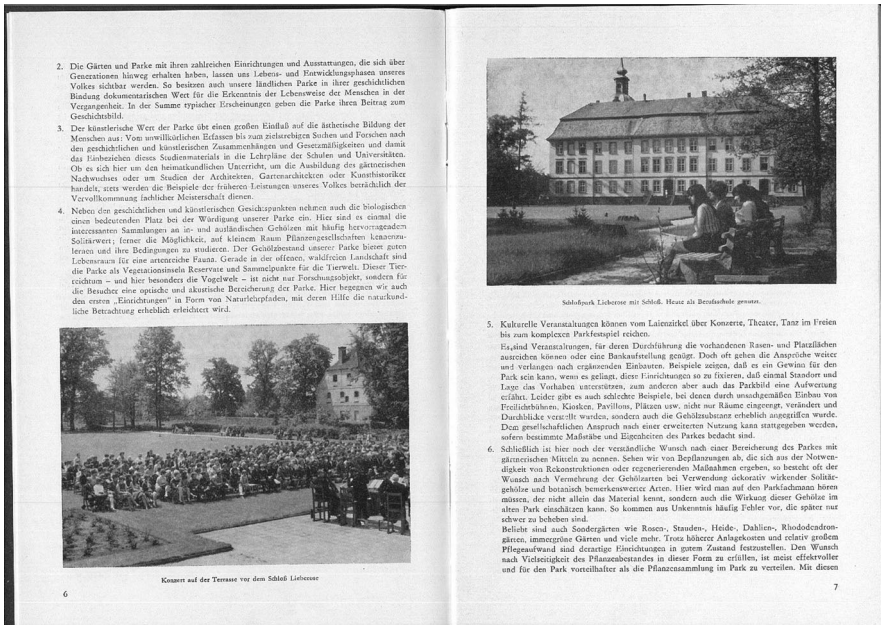 2. Die Gärten und Parke mit ihren zahlreichen Einrichtungen und Ausstattungen, die sich über
Generationen hinweg erhalten haben, lassen uns Lebens- und Entwicklungsphasen unseres
Volkes sichtbar werden. So besitzen auch unsere ländlichen Parke in ihrer geschichtlichen
Bindung dokumentarischen Wert für die Erkenntnis der Lebensweise der Menschen in der
Vergangenheit. In der Summe typischer Erscheinungen geben die Parke ihren Beitrag zum
Geschichtsbild.
3. Der künstlerische Wert der Parke übt einen großen Einfluß auf die ästhetische Bildung der
Menschen aus: Vom unwillkürlichen Erfassen bis zum zielstrebigen Suchen und Forschen nach
den geschichtlichen und künstlerischen Zusammenhängen und Gesetzmäßigkeiten und damit
das Einbeziehen dieses Studienmaterials in die Lehrpläne der Schulen und Universitäten.
Ob es sich hier um den heimatkundlichen Unterricht, um die Ausbildung des gärtnerischen
Nachwuchses oder um Studien der Architekten, Gartenarchitekten oder Kunsthistoriker
handelt, stets werden die Beispiele der früheren Leistungen unseres Volkes beträchtlich der
Vervollkommnung fachlicher Meisterschaft dienen.
4. Neben den geschichtlichen und künstlerischen Gesichtspunkten nehmen auch die biologischen
einen bedeutenden Platz bei der Würdigung unserer Parke ein. Hier sind es einmal die
interessanten Sammlungen an in- und ausländischen Gehölzen mit häufig hervorragendem
Solitärwert; ferner die Möglichkeit, auf kleinem Raum Pflanzengesellschaften kennenzu-
lernen und ihre Bedingungen zu studieren. Der Gehölzbestand unserer Parke bietet guten
Lebensraum für eine artenreiche Fauna. Gerade in der offenen, waldfreien Landschaft sind
die Parke als Vegetationsinseln Reservate und Sammelpunkte für die Tierwelt. Dieser Tier-
reichtum – und hier besonders die Vogelwelt – ist nicht nur Forschungsobjekt, sondern für
die Besucher eine optische und akustische Bereicherung der Parke. Hier begegnen wir auch
den ersten „Einrichtungen" in Form von Naturlehrpfaden, mit deren Hilfe die naturkund-
liche Betrachtung erheblich erleichtert wird.
Konzert auf der Terrasse vor dem Schloß Lieberose
6
Schloßpark Lieberose mit Schloß. Heute als Berufsschule genutzt.
5. Kulturelle Veranstaltungen können vom Laienzirkel über Konzerte, Theater, Tanz im Freien
bis zum komplexen Parkfestspiel reichen.
Es sind Veranstaltungen, für deren Durchführung die vorhandenen Rasen- und Platzflächen
ausreichen können oder eine Bankaufstellung genügt. Doch oft gehen die Ansprüche weiter
und verlangen nach ergänzenden Einbauten. Beispiele zeigen, daß es ein Gewinn für den
Park sein kann, wenn es gelingt, diese Einrichtungen so zu fixieren, daß einmal Standort und
Lage das Vorhaben unterstützen, zum anderen aber auch das Parkbild eine Aufwertung
erfährt. Leider gibt es auch schlechte Beispiele, bei denen durch unsachgemäßen Einbau von
Freilichtbühnen, Kiosken, Pavillons, Plätzen usw. nicht nur Räume eingeengt, verändert und
Durchblicke verstellt wurden, sondern auch die Gehölzsubstanz erheblich angegriffen wurde.
Dem gesellschaftlichen Anspruch nach einer erweiterten Nutzung kann stattgegeben werden,
sofern bestimmte Maßstäbe und Eigenheiten des Parkes bedacht sind.
6. Schließlich ist hier noch der verständliche Wunsch nach einer Bereicherung des Parkes mit
gärtnerischen Mitteln zu nennen. Sehen wir von Bepflanzungen ab, die sich aus der Notwen-
digkeit von Rekonstruktionen oder regenerierenden Maßnahmen ergeben, so besteht oft der
Wunsch nach Vermehrung der Gehölzarten bei Verwendung dekorativ wirkender Solitär-
gehölze und botanisch bemerkenswerter Arten. Hier wird man auf den Parkfachmann hören
müssen, der nicht allein das Material kennt, sondern auch die Wirkung dieser Gehölze im
alten Park einschätzen kann. So kommen aus Unkenntnis häufig Fehler vor, die später nur
schwer zu beheben sind.
Beliebt sind auch Sondergärten wie Rosen-, Stauden-, Heide-, Dahlien-, Rhododendron-
gärten, immergrüne Gärten und viele mehr. Trotz höherer Anlagekosten und relativ großem
Pflegeaufwand sind derartige Einrichtungen in gutem Zustand festzustellen. Den Wunsch
nach Vielseitigkeit des Pflanzenbestandes in dieser Form zu erfüllen, ist meist effektvoller
und für den Park vorteilhafter als die Pflanzensammlung im Park zu verteilen. Mit diesen
7